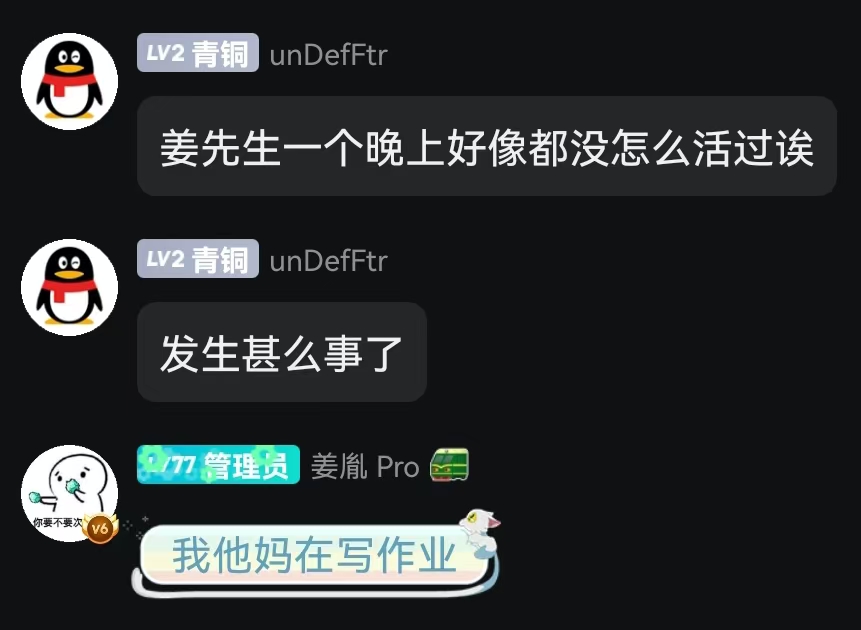 LV2 青铜 unDefFtr
姜先生一个晚上好像都没怎么活过诶
LV2 青铜 unDefFtr
发生甚么事了
LV77 管理员 姜胤 Pro
我他妈在写作业
你要不要次
V6